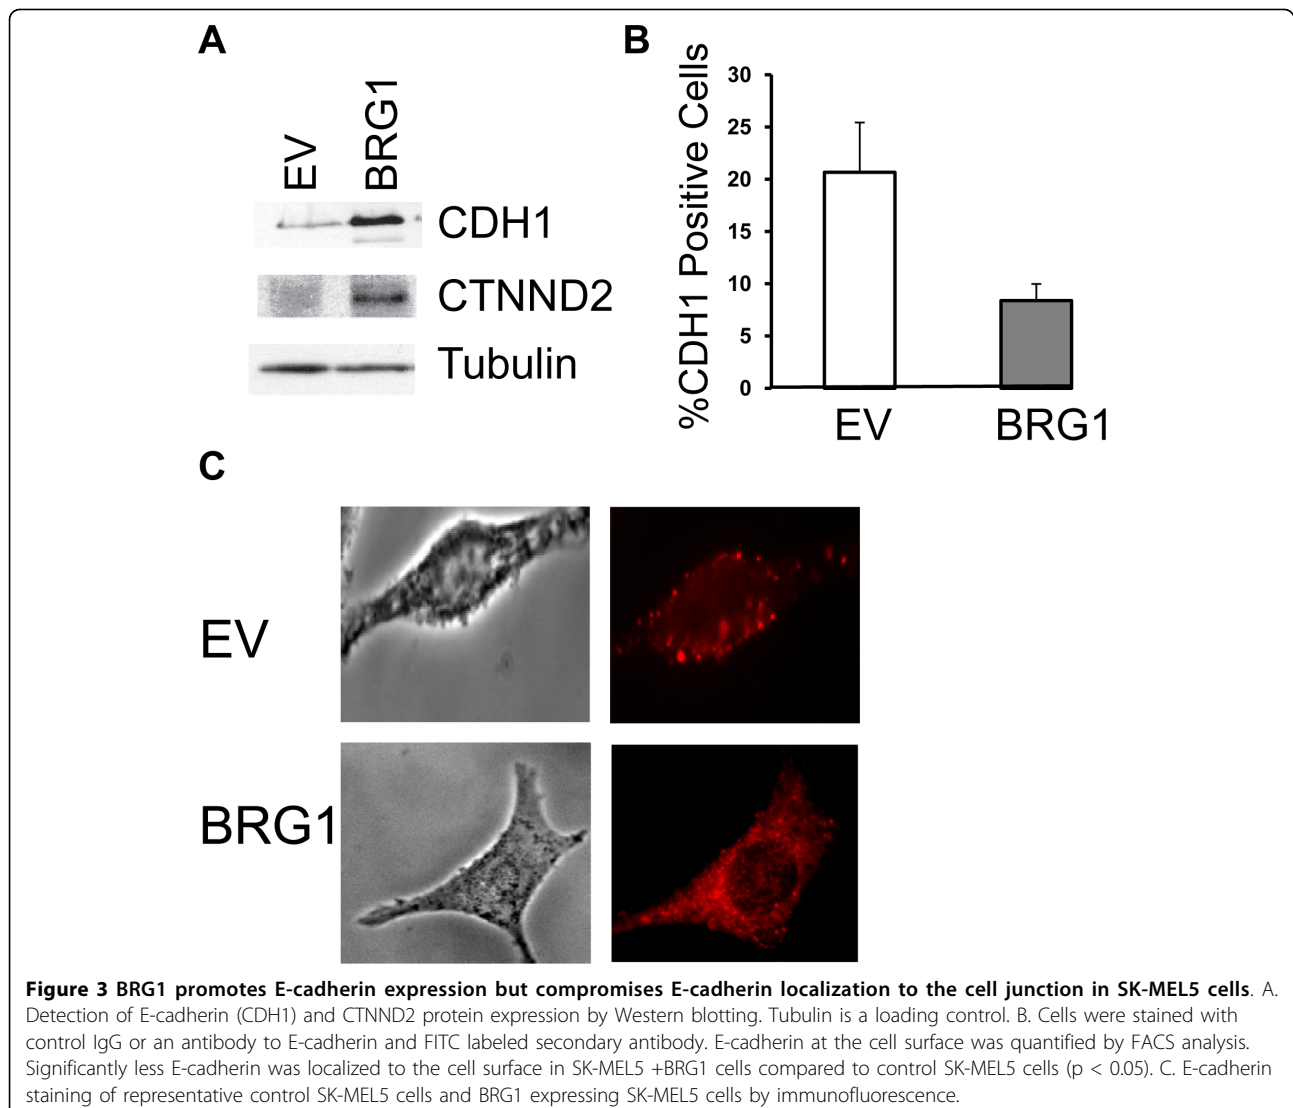 A
EV
BRG1
CDH1
CTNND2
Tubulin
B
%CDH1 Positive Cells
30
25
20
15
10
5
0
EV
BRG1
C
EV
BRG1
Figure 3 BRG1 promotes E-cadherin expression but compromises E-cadherin localization to the cell junction in SK-MEL5 cells. A.
Detection of E-cadherin (CDH1) and CTNND2 protein expression by Western blotting. Tubulin is a loading control. B. Cells were stained with
control IgG or an antibody to E-cadherin and FITC labeled secondary antibody. E-cadherin at the cell surface was quantified by FACS analysis.
Significantly less E-cadherin was localized to the cell surface in SK-MEL5 +BRG1 cells compared to control SK-MEL5 cells (p < 0.05). C. E-cadherin
staining of representative control SK-MEL5 cells and BRG1 expressing SK-MEL5 cells by immunofluorescence.